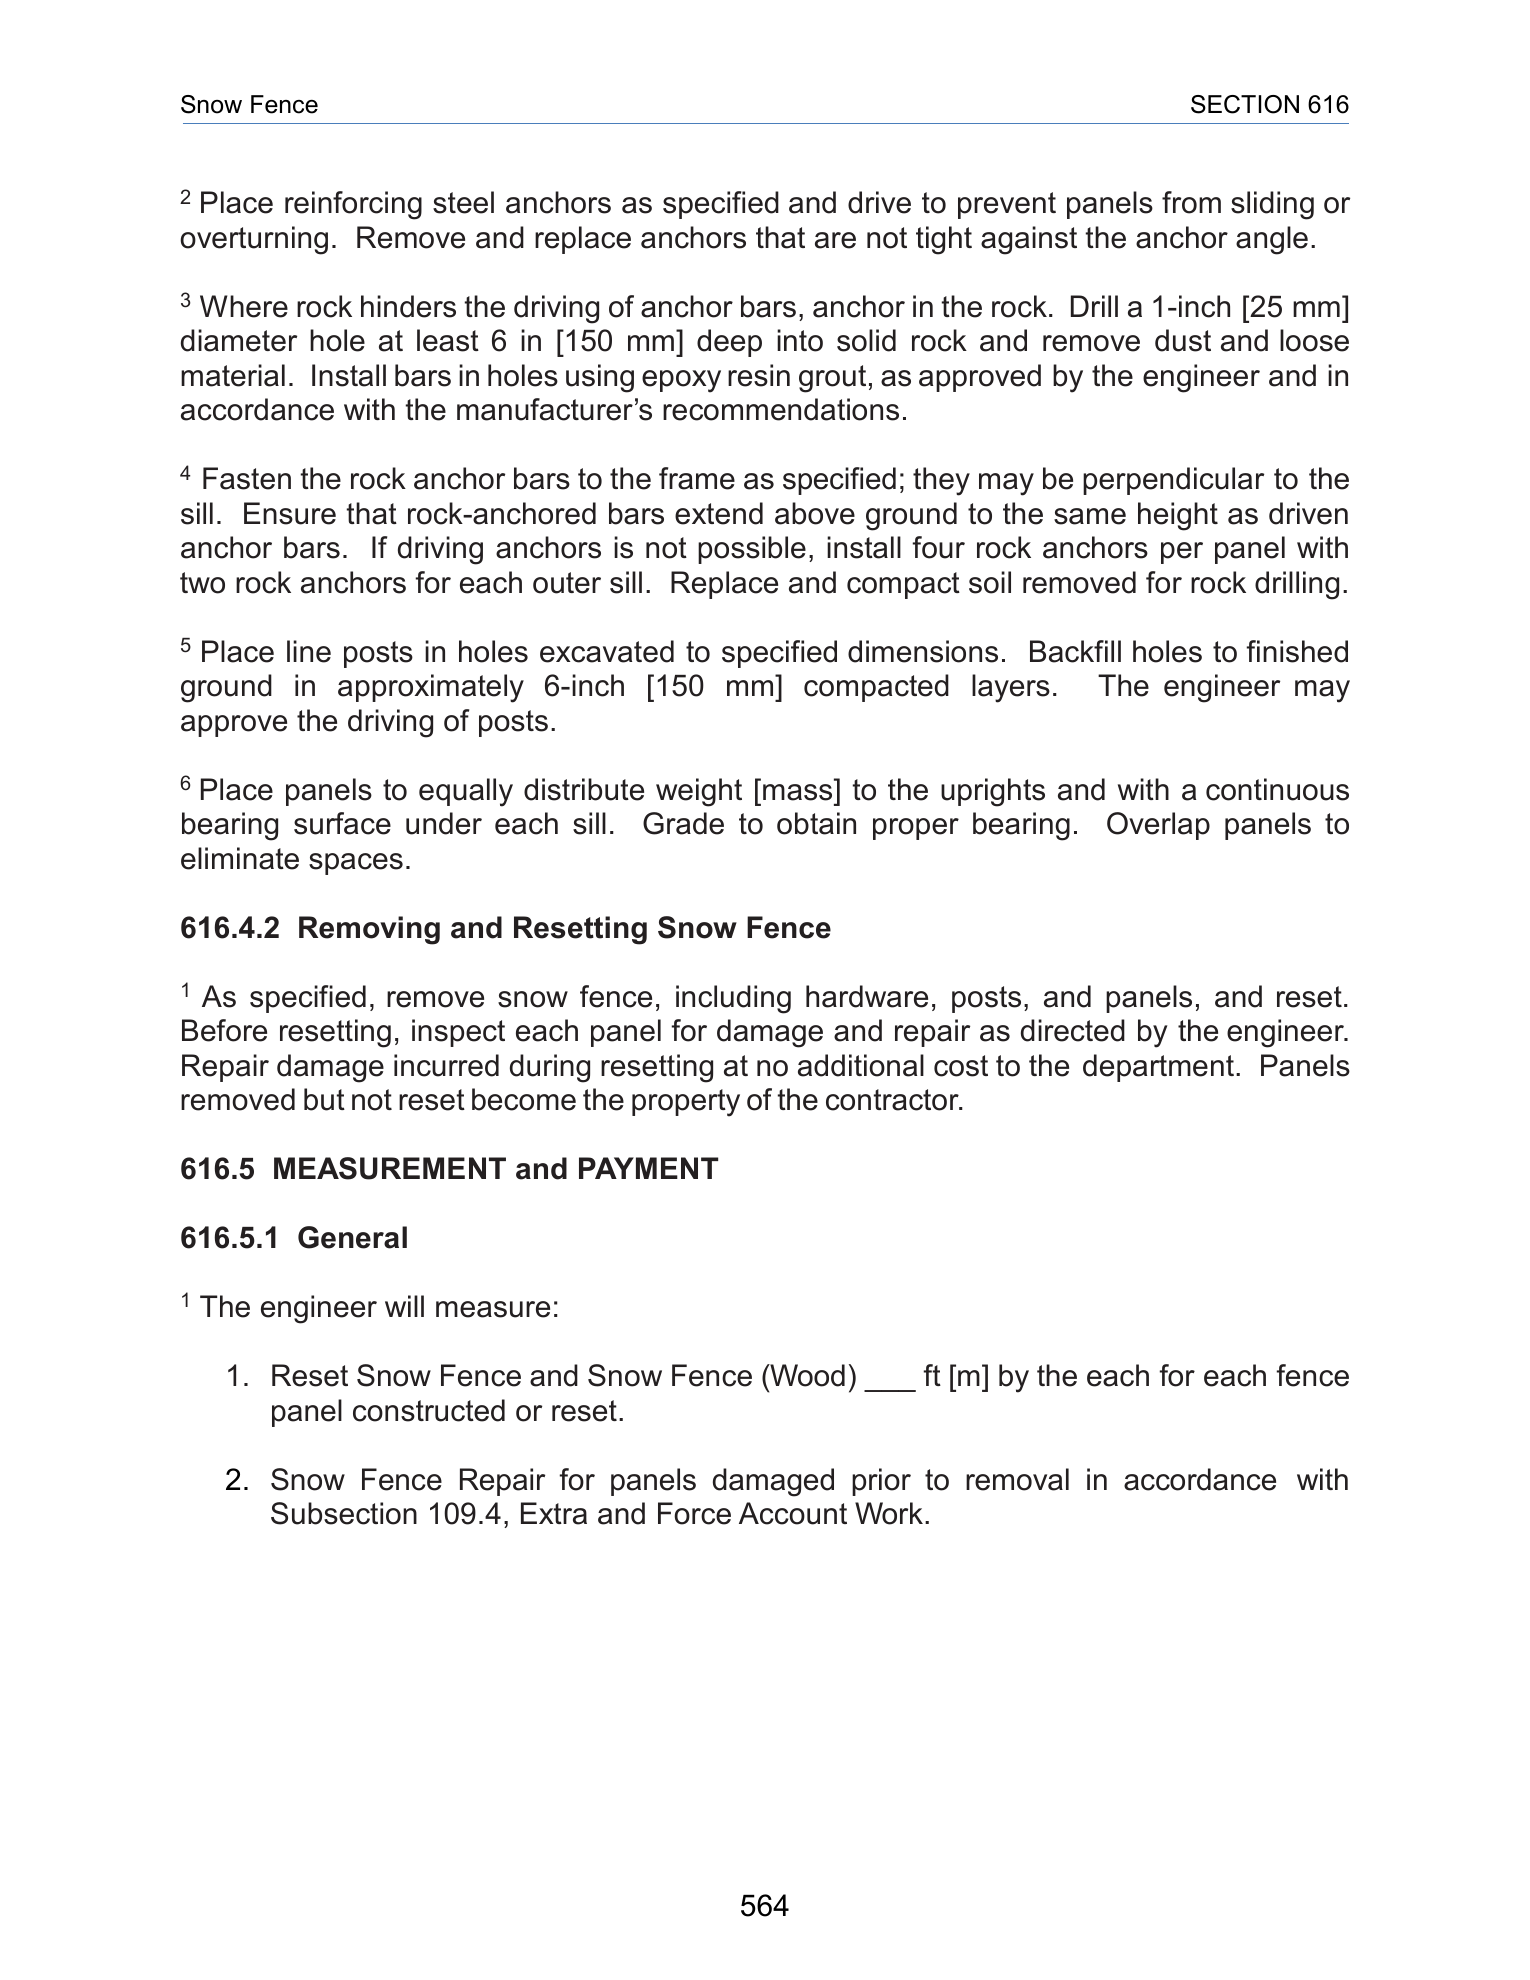 Snow Fence SECTION 616
2 Place reinforcing steel anchors as specified and drive to prevent panels from sliding or
overturning. Remove and replace anchors that are not tight against the anchor angle.
3 Where rock hinders the driving of anchor bars, anchor in the rock. Drill a 1-inch [25 mm]
diameter hole at least 6 in [150 mm] deep into solid rock and remove dust and loose
material. Install bars in holes using epoxy resin grout, as approved by the engineer and in
accordance with the manufacturer’s recommendations.
4 Fasten the rock anchor bars to the frame as specified; they may be perpendicular to the
sill. Ensure that rock-anchored bars extend above ground to the same height as driven
anchor bars. If driving anchors is not possible, install four rock anchors per panel with
two rock anchors for each outer sill. Replace and compact soil removed for rock drilling.
5 Place line posts in holes excavated to specified dimensions. Backfill holes to finished
ground in approximately 6-inch [150 mm] compacted layers. The engineer may
approve the driving of posts.
6 Place panels to equally distribute weight [mass] to the uprights and with a continuous
bearing surface under each sill. Grade to obtain proper bearing. Overlap panels to
eliminate spaces.
616.4.2 Removing and Resetting Snow Fence
1 As specified, remove snow fence, including hardware, posts, and panels, and reset.
Before resetting, inspect each panel for damage and repair as directed by the engineer.
Repair damage incurred during resetting at no additional cost to the department. Panels
removed but not reset become the property of the contractor.
616.5 MEASUREMENT and PAYMENT
616.5.1 General
1 The engineer will measure:
1. Reset Snow Fence and Snow Fence (Wood) ___ ft [m] by the each for each fence
panel constructed or reset.
2. Snow Fence Repair for panels damaged prior to removal in accordance with
Subsection 109.4, Extra and Force Account Work.
564